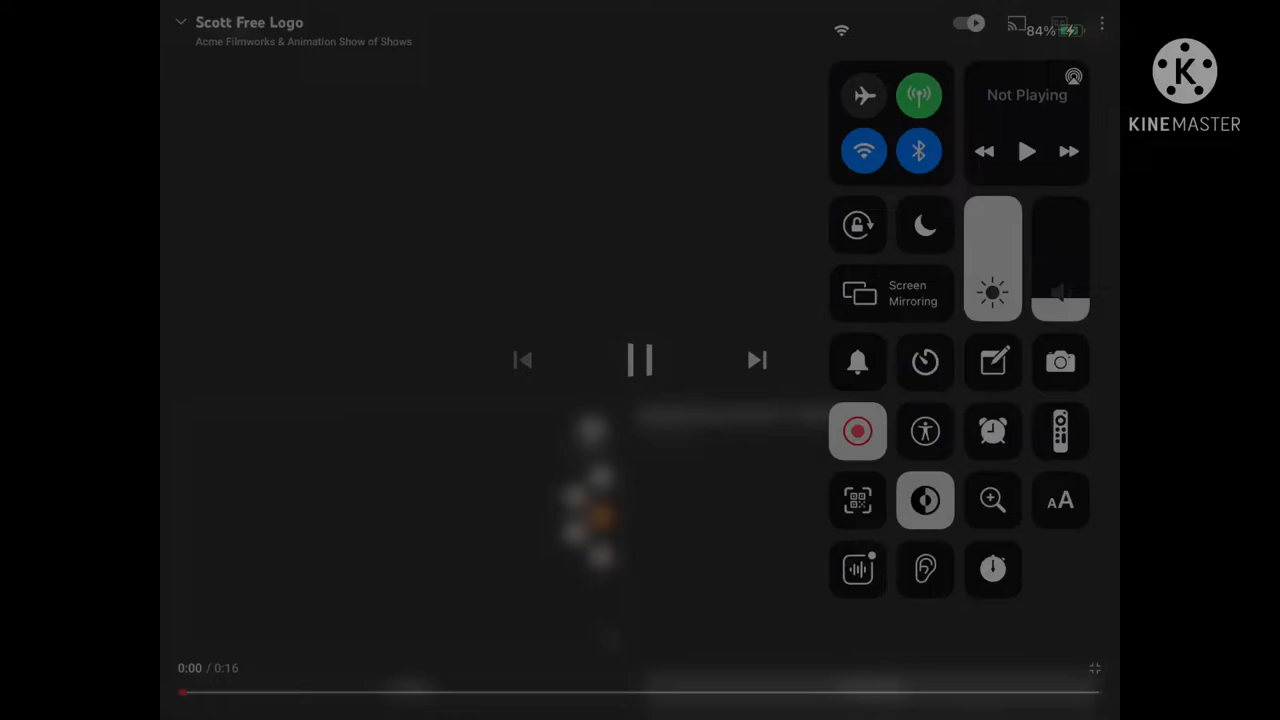 Scott Free Logo
Acme Filmworks & Animation Show of Shows
84%
K
KINEMASTER
Not Playing
Screen
Mirroring
AA
0:00 / 0:16